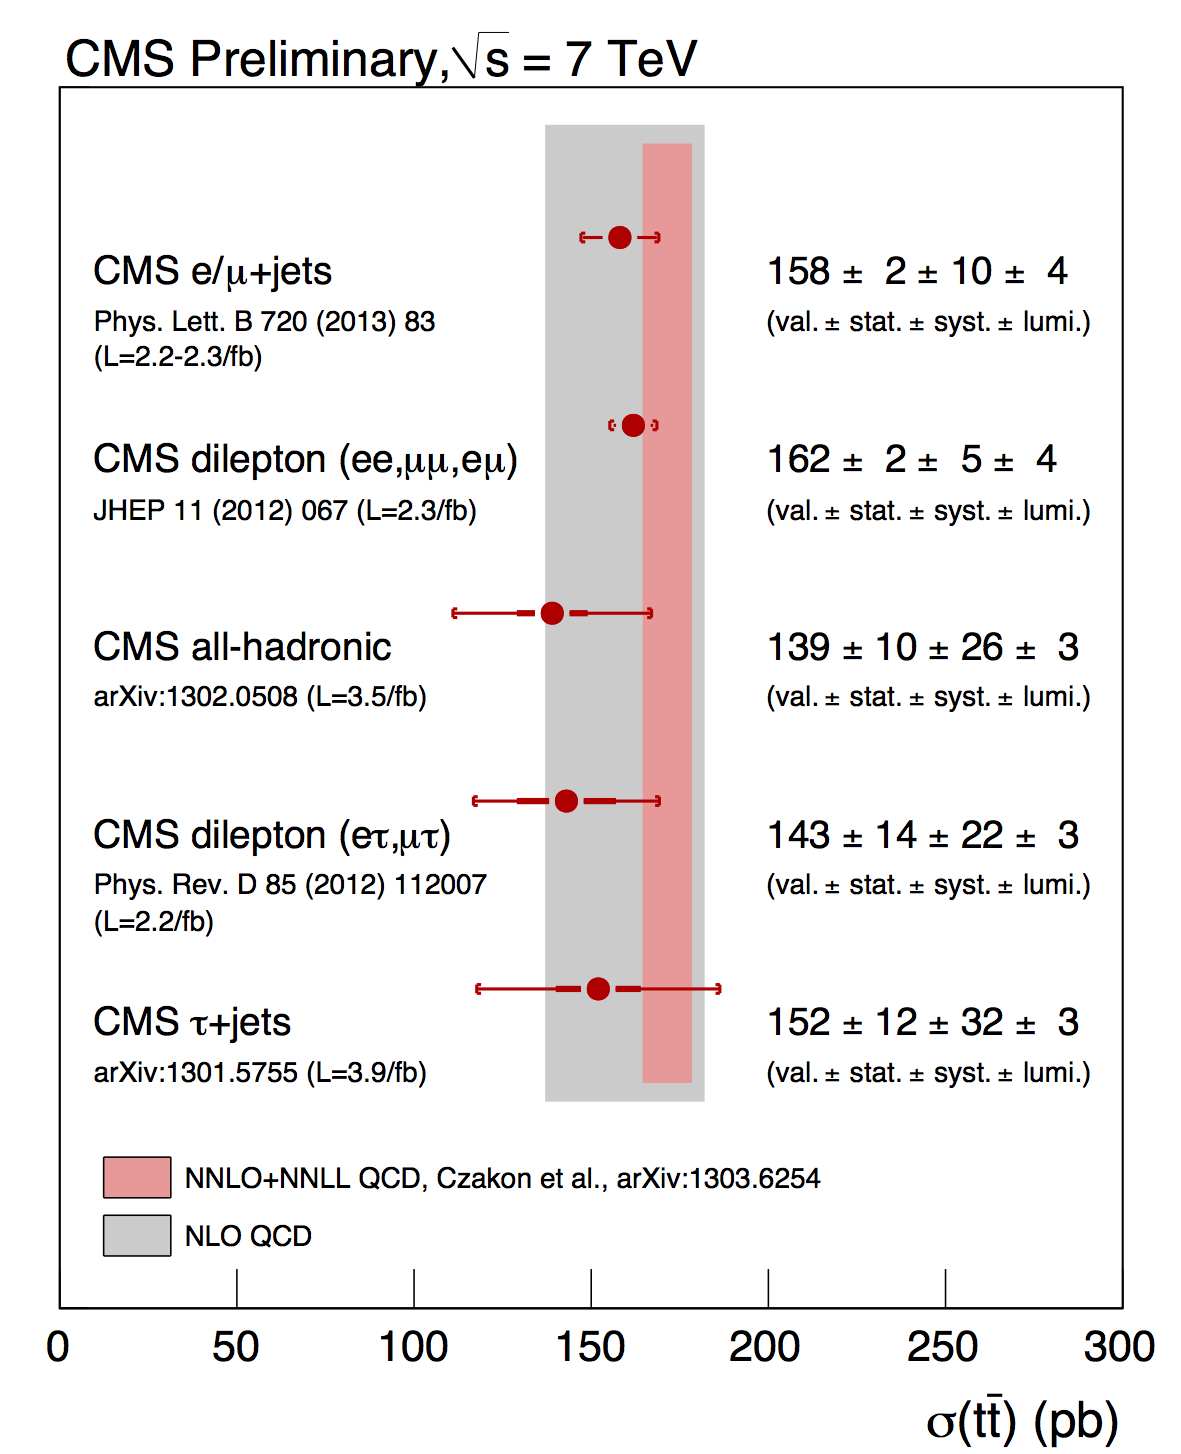 CMS Preliminary, √s = 7 TeV
CMS e/μ+jets
158 ± 2 ± 10 ± 4
Phys. Lett. B 720 (2013) 83
(val. ± stat. ± syst. ± lumi.)
(L=2.2-2.3/fb)
CMS dilepton (ee,μμ,eμ)
162 ± 2 ± 5 ± 4
JHEP 11 (2012) 067 (L=2.3/fb)
(val. ± stat. ± syst. ± lumi.)
CMS all-hadronic
139 ± 10 ± 26 ± 3
arXiv:1302.0508 (L=3.5/fb)
(val. ± stat. ± syst. ± lumi.)
CMS dilepton (eτ,μτ)
143 ± 14 ± 22 ± 3
Phys. Rev. D 85 (2012) 112007
(val. ± stat. ± syst. ± lumi.)
(L=2.2/fb)
CMS τ+jets
152 ± 12 ± 32 ± 3
arXiv:1301.5755 (L=3.9/fb)
(val. ± stat. ± syst. ± lumi.)
NNLO+NNLL QCD, Czakon et al., arXiv:1303.6254
NLO QCD
0 50 100 150 200 250 300
σ(tt̄) (pb)